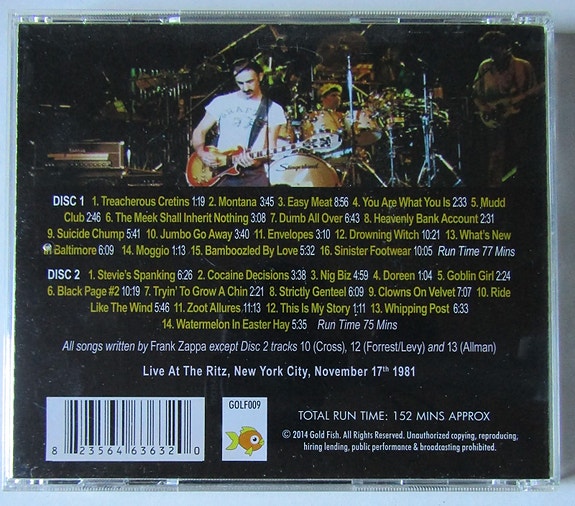 DISC 1 1. Treacherous Cretins 1:19 2. Montana 3:45 3. Easy Meat 8:56 4. You Are What You Is 2:33 5. Mudd
Club 2:46 6. The Meek Shall Inherit Nothing 3:08 7. Dumb All Over 6:43 8. Heavenly Bank Account 2:31
9. Suicide Chump 5:41 10. Jumbo Go Away 3:40 11. Envelopes 3:10 12. Drowning Witch 10:21 13. What's New
in Baltimore 6:09 14. Moggio 1:13 15. Bamboozled By Love 5:32 16. Sinister Footwear 10:05 Run Time 77 Mins
DISC 2 1. Stevie's Spanking 6:26 2. Cocaine Decisions 3:38 3. Nig Biz 4:59 4. Doreen 1:04 5. Goblin Girl 2:24
6. Black Page #2 10:19 7. Tryin' To Grow A Chin 2:21 8. Strictly Genteel 6:09 9. Clowns On Velvet 7:07 10. Ride
Like The Wind 5:46 11. Zoot Allures 11:13 12. This Is My Story 1:11 13. Whipping Post 6:33
14. Watermelon In Easter Hay 5:35 Run Time 75 Mins
All songs written by Frank Zappa except Disc 2 tracks 10 (Cross), 12 (Forrest/Levy) and 13 (Allman)
Live At The Ritz, New York City, November 17th 1981
GOLF009
8 23564 63632 0
TOTAL RUN TIME: 152 MINS APPROX
© 2014 Gold Fish. All Rights Reserved. Unauthorized copying, reproducing,
hiring lending, public performance & broadcasting prohibited.